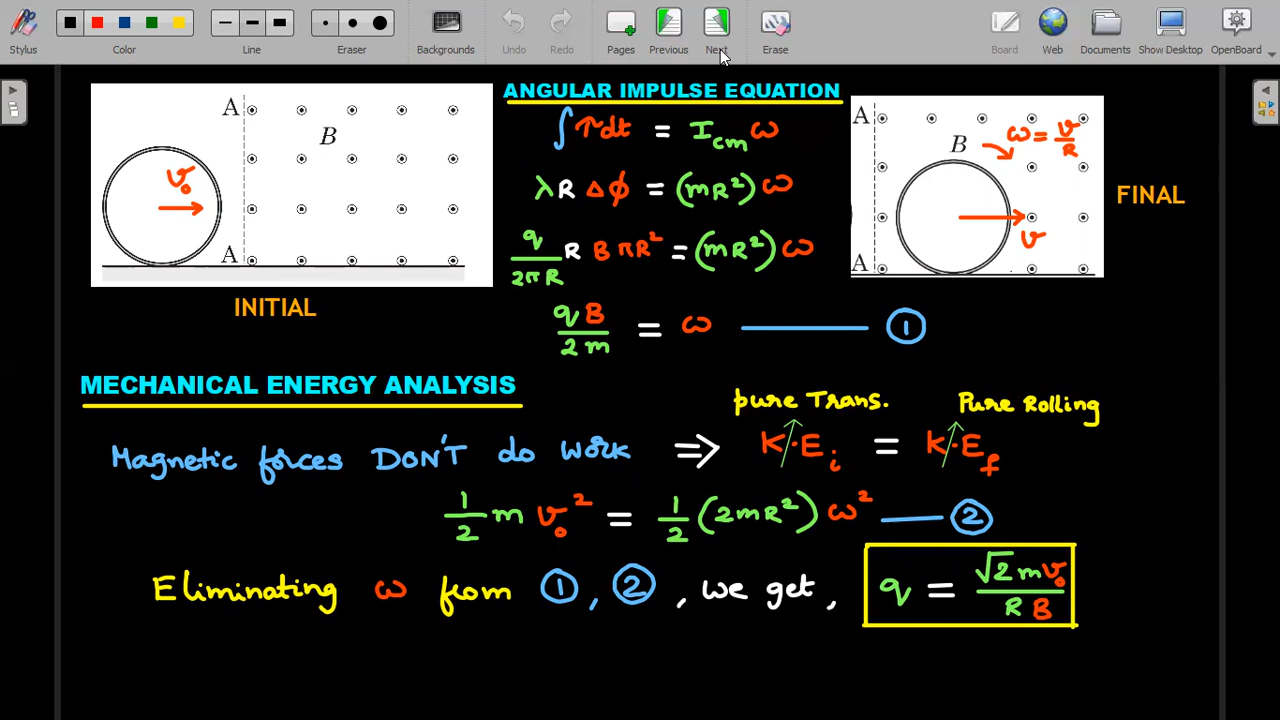 Stylus Color Line Eraser Backgrounds Undo Redo Pages Previous Next Erase Board Web Documents Show Desktop OpenBoard
A
B
v₀
A
INITIAL
ANGULAR IMPULSE EQUATION
∫τdt = I_cm ω
λR Δϕ = (mR²) ω
q/2πR R B πR² = (mR²) ω
qB/2m = ω ——— ①
A
B
ω = v/R
v
A
FINAL
MECHANICAL ENERGY ANALYSIS
pure Trans. Pure Rolling
Magnetic forces DON'T do work ⇒ K.E_i = K.E_f
1/2 m v₀² = 1/2 (2mR²) ω² — ②
Eliminating ω from ①, ②, we get, q = √2 m v₀ / R B